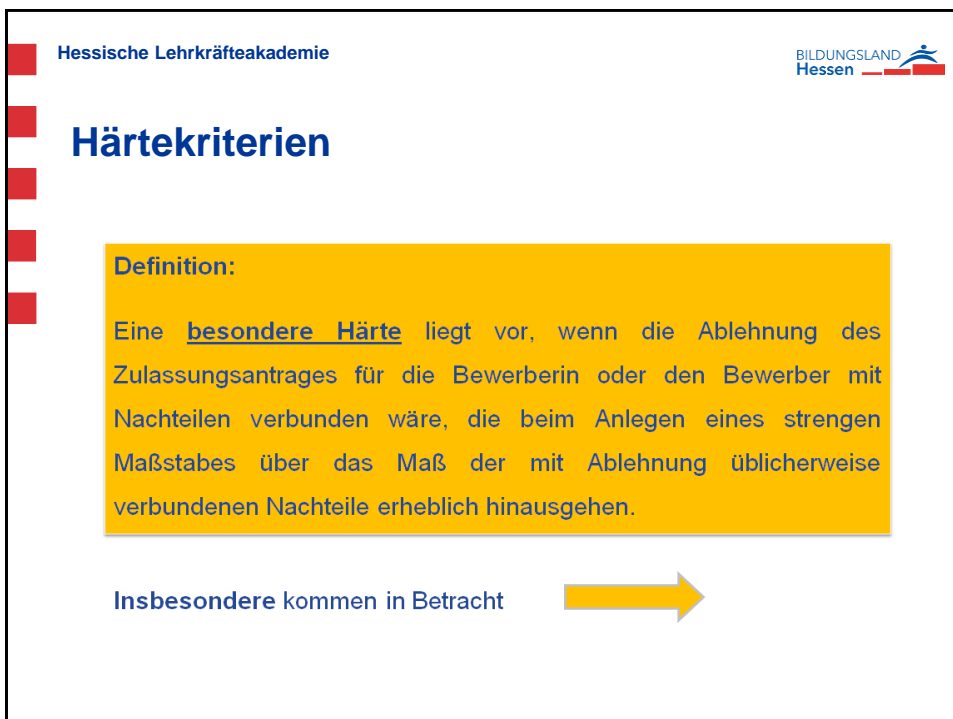 Hessische Lehrkräfteakademie
BILDUNGSLAND
Hessen
Härtekriterien
Definition:
Eine besondere Härte liegt vor, wenn die Ablehnung des
Zulassungsantrages für die Bewerberin oder den Bewerber mit
Nachteilen verbunden wäre, die beim Anlegen eines strengen
Maßstabes über das Maß der mit Ablehnung üblicherweise
verbundenen Nachteile erheblich hinausgehen.
Insbesondere kommen in Betracht